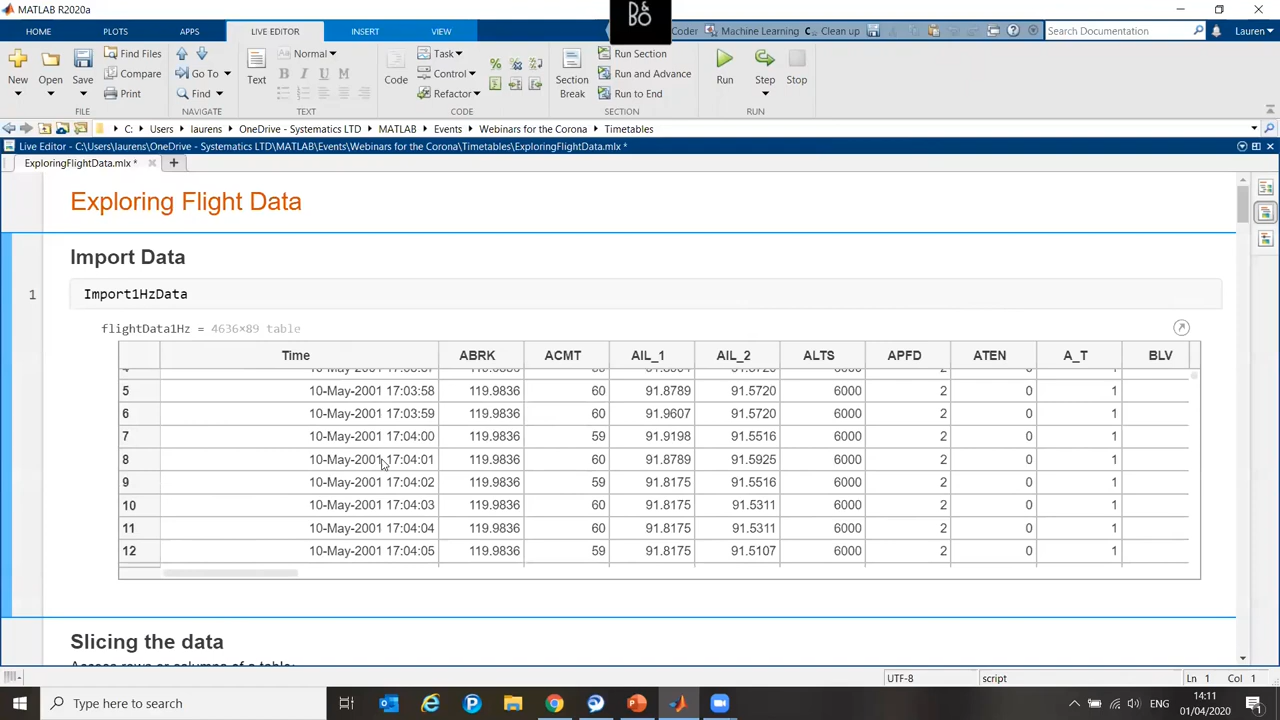 MATLAB R2020a
D&
BO
HOME PLOTS APPS LIVE EDITOR INSERT VIEW
Coder Machine Learning Clean up Search Documentation Lauren
New Open Save Find Files Compare Print
Go To Find
Text Normal B I U M
Code Task Control Refactor
Section Break Run Section Run and Advance Run to End
Run Step Stop
FILE NAVIGATE TEXT CODE SECTION RUN
C: Users laurens OneDrive - Systematics LTD MATLAB Events Webinars for the Corona Timetables
Live Editor - C:\Users\laurens\OneDrive - Systematics LTD\MATLAB\Events\Webinars for the Corona\Timetables\ExploringFlightData.mlx *
ExploringFlightData.mlx * +
Exploring Flight Data
Import Data
1 Import1HzData
flightData1Hz = 4636×89 table
Time ABRK ACMT AIL_1 AIL_2 ALTS APFD ATEN A_T BLV
5 10-May-2001 17:03:58 119.9836 60 91.8789 91.5720 6000 2 0 1
6 10-May-2001 17:03:59 119.9836 60 91.9607 91.5720 6000 2 0 1
7 10-May-2001 17:04:00 119.9836 59 91.9198 91.5516 6000 2 0 1
8 10-May-2001 17:04:01 119.9836 60 91.8789 91.5925 6000 2 0 1
9 10-May-2001 17:04:02 119.9836 59 91.8175 91.5516 6000 2 0 1
10 10-May-2001 17:04:03 119.9836 60 91.8175 91.5311 6000 2 0 1
11 10-May-2001 17:04:04 119.9836 60 91.8175 91.5311 6000 2 0 1
12 10-May-2001 17:04:05 119.9836 59 91.8175 91.5107 6000 2 0 1
Slicing the data
Access rows or columns of a table:
UTF-8 script Ln 1 Col 1
Type here to search
ENG
14:11
01/04/2020